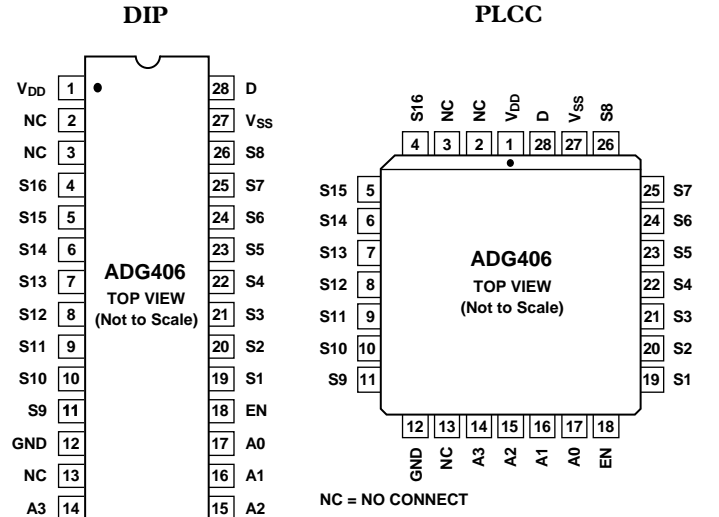 DIP
VDD 1 28 D
NC 2 27 VSS
NC 3 26 S8
S16 4 25 S7
S15 5 24 S6
S14 6 23 S5
S13 7 22 S4
S12 8 21 S3
S11 9 20 S2
S10 10 19 S1
S9 11 18 EN
GND 12 17 A0
NC 13 16 A1
A3 14 15 A2
ADG406
TOP VIEW
(Not to Scale)
PLCC
S16 NC NC VDD D VSS S8
4 3 2 1 28 27 26
S15 5 25 S7
S14 6 24 S6
S13 7 23 S5
S12 8 22 S4
S11 9 21 S3
S10 10 20 S2
S9 11 19 S1
ADG406
TOP VIEW
(Not to Scale)
12 13 14 15 16 17 18
GND NC A3 A2 A1 A0 EN
NC = NO CONNECT